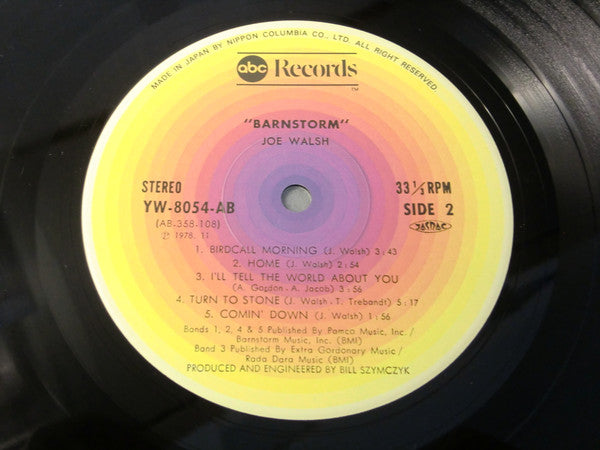 MADE IN JAPAN BY NIPPON COLUMBIA CO., LTD. ALL RIGHT RESERVED.
abc Records
TM
"BARNSTORM"
JOE WALSH
STEREO 33 1/3 RPM
YW-8054-AB SIDE 2
(AB-358-108)
℗ 1978. 11
JASRAC
1. BIRDCALL MORNING (J. Walsh) 3:43
2. HOME (J. Walsh) 2:54
3. I'LL TELL THE WORLD ABOUT YOU
(A. Gordon - A. Jacob) 3:56
4. TURN TO STONE (J. Walsh - T. Trebandt) 5:17
5. COMIN' DOWN (J. Walsh) 1:56
Bands 1, 2, 4 & 5 Published By Pamco Music, Inc./
Barnstorm Music, Inc. (BMI)
Band 3 Published By Extra Gordonary Music/
Rada Dara Music (BMI)
PRODUCED AND ENGINEERED BY BILL SZYMCZYK